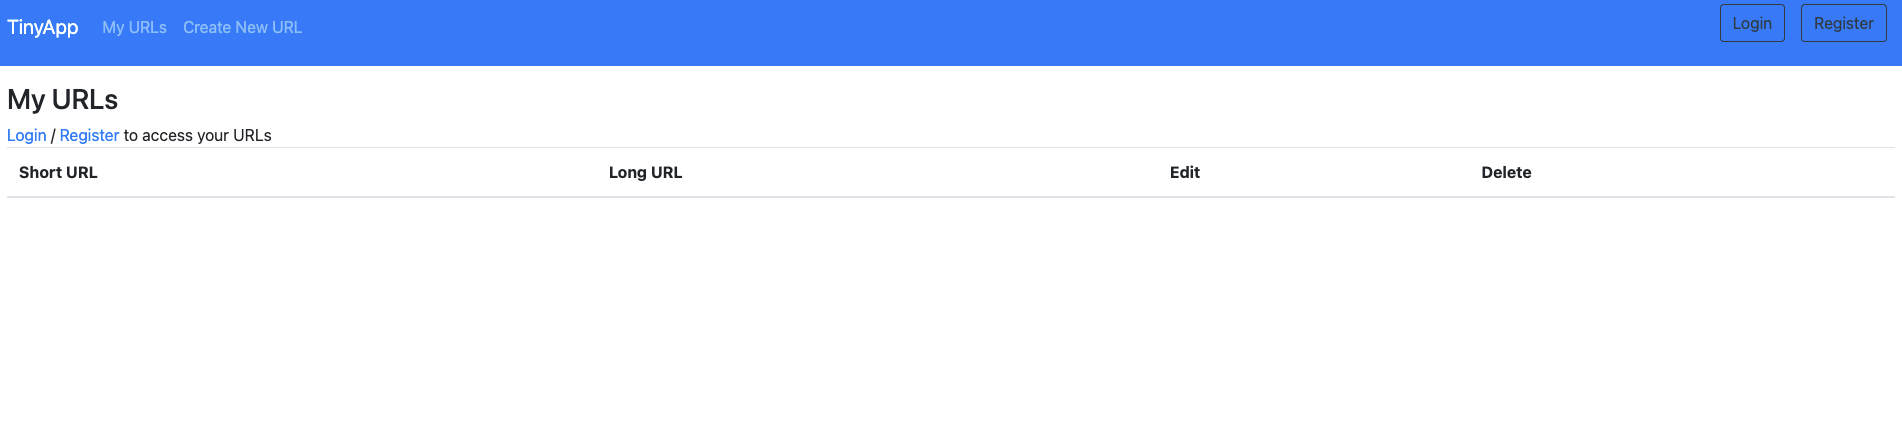 TinyApp My URLs Create New URL Login Register
My URLs
Login / Register to access your URLs
Short URL Long URL Edit Delete